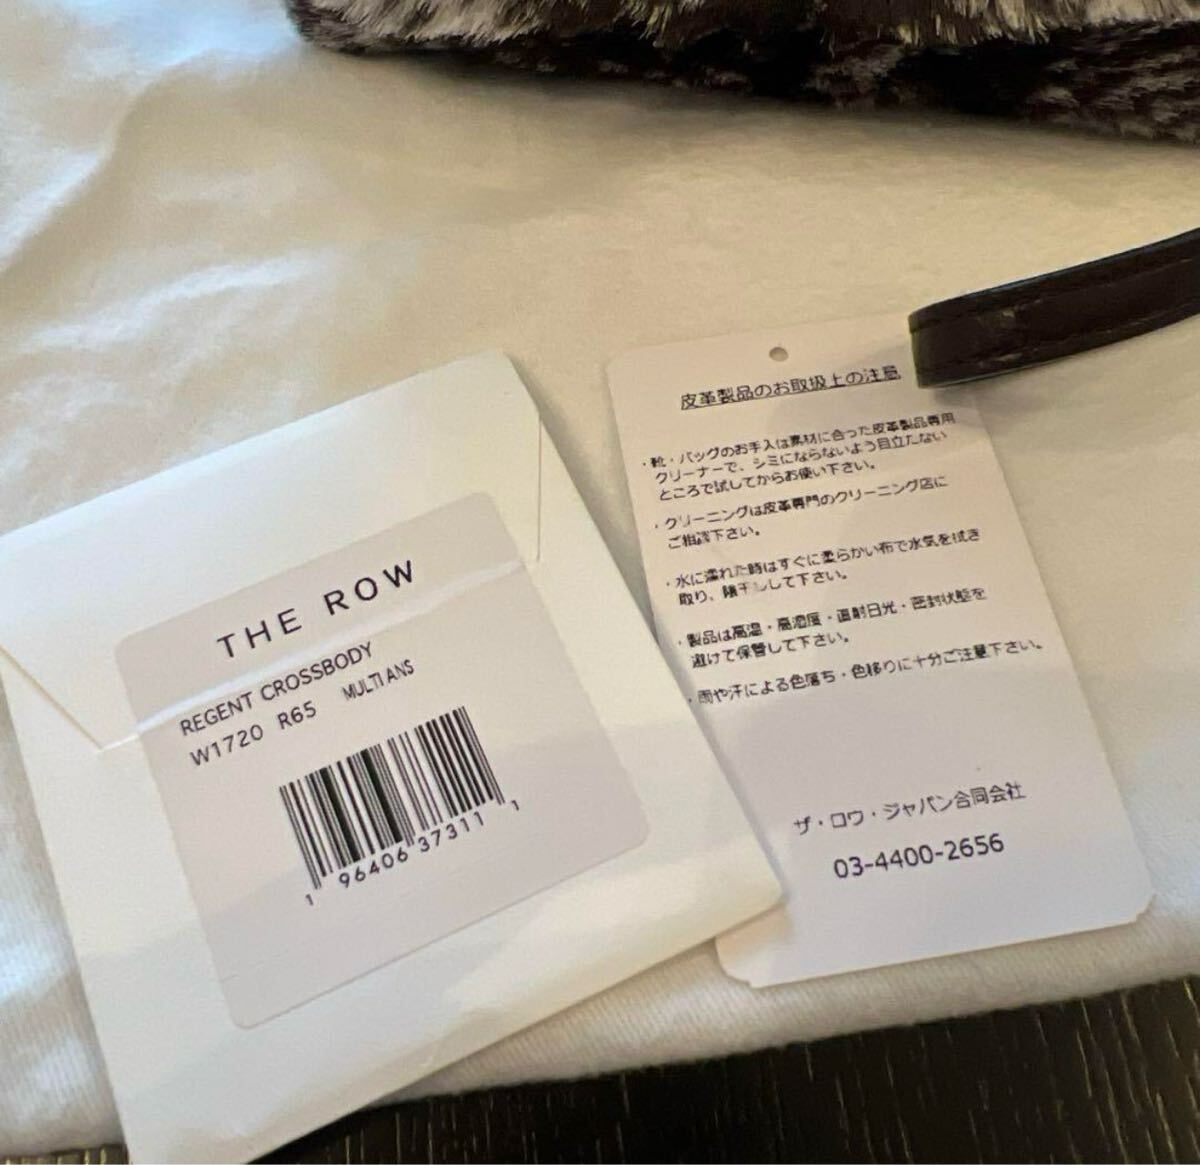 THE ROW
REGENT CROSSBODY
W1720 R65 MULTI ANS
1 96406 37311 1
皮革製品のお取扱上の注意
・靴・バッグのお手入は素材に合った皮革製品専用
クリーナーで、シミにならないよう目立たない
ところで試してからお使い下さい。
・クリーニングは皮革専門のクリーニング店に
ご相談下さい。
・水に濡れた時はすぐに柔らかい布で水気を拭き
取り、陰干しして下さい。
・製品は高温・高湿度・直射日光・密封状態を
避けて保管して下さい。
・雨や汗による色落ち・色移りに十分ご注意下さい。
ザ・ロウ・ジャパン合同会社
03-4400-2656